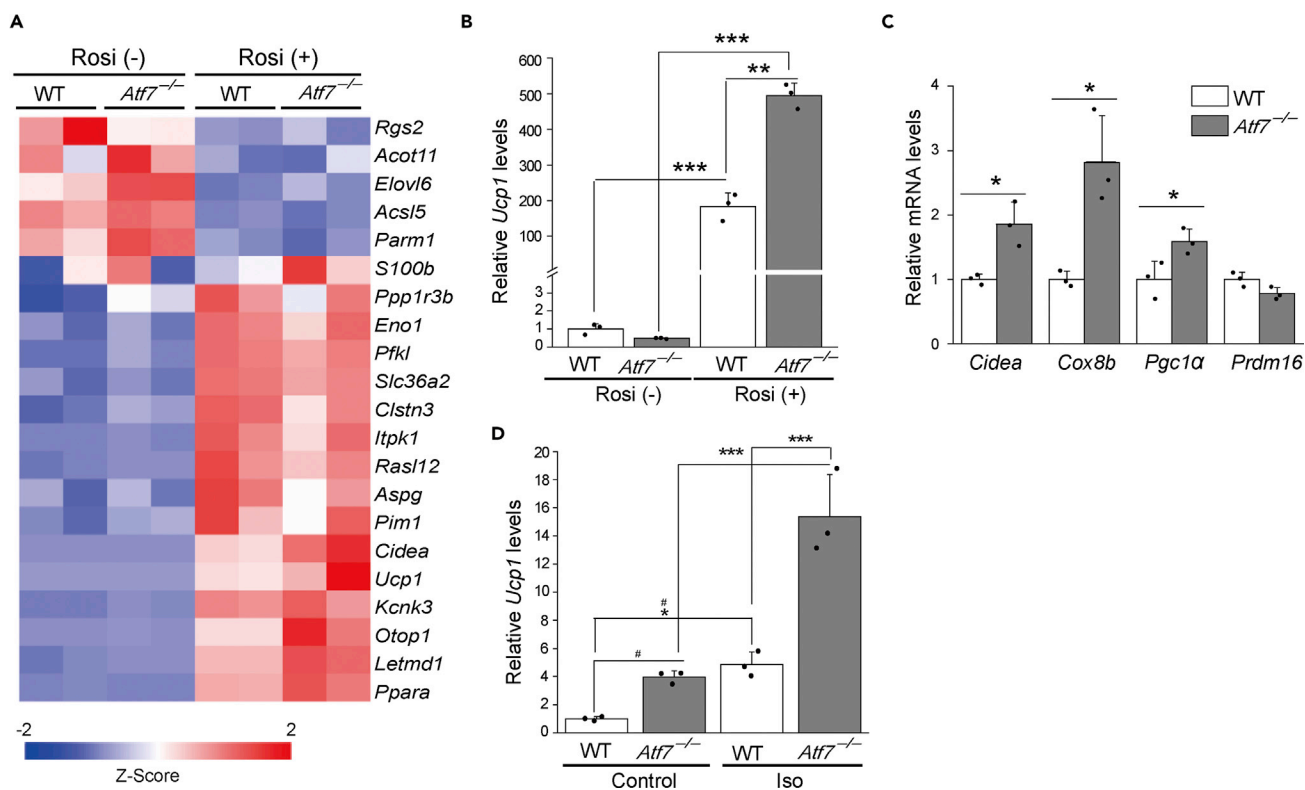 A
Rosi (-) Rosi (+)
WT Atf7–/– WT Atf7–/–
Rgs2
Acot11
Elovl6
Acsl5
Parm1
S100b
Ppp1r3b
Eno1
Pfkl
Slc36a2
Clstn3
Itpk1
Rasl12
Aspg
Pim1
Cidea
Ucp1
Kcnk3
Otop1
Letmd1
Ppara
-2 2
Z-Score
B
Relative Ucp1 levels
600
500
400
300
200
100
3
2
1
0
***
**
***
WT Atf7–/– WT Atf7–/–
Rosi (-) Rosi (+)
C
Relative mRNA levels
4
3
2
1
0
* * *
WT
Atf7–/–
Cidea Cox8b Pgc1α Prdm16
D
Relative Ucp1 levels
20
18
16
14
12
10
8
6
4
2
0
***
***
#
*
#
WT Atf7–/– WT Atf7–/–
Control Iso